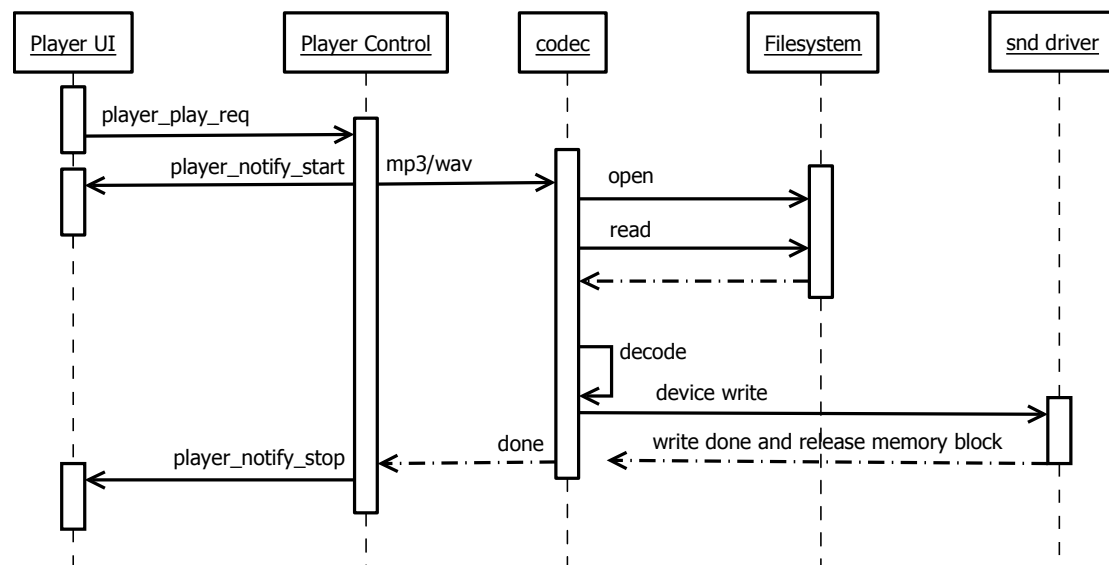 Player UI
Player Control
codec
Filesystem
snd driver
player_play_req
player_notify_start
mp3/wav
open
read
decode
device write
done
write done and release memory block
player_notify_stop